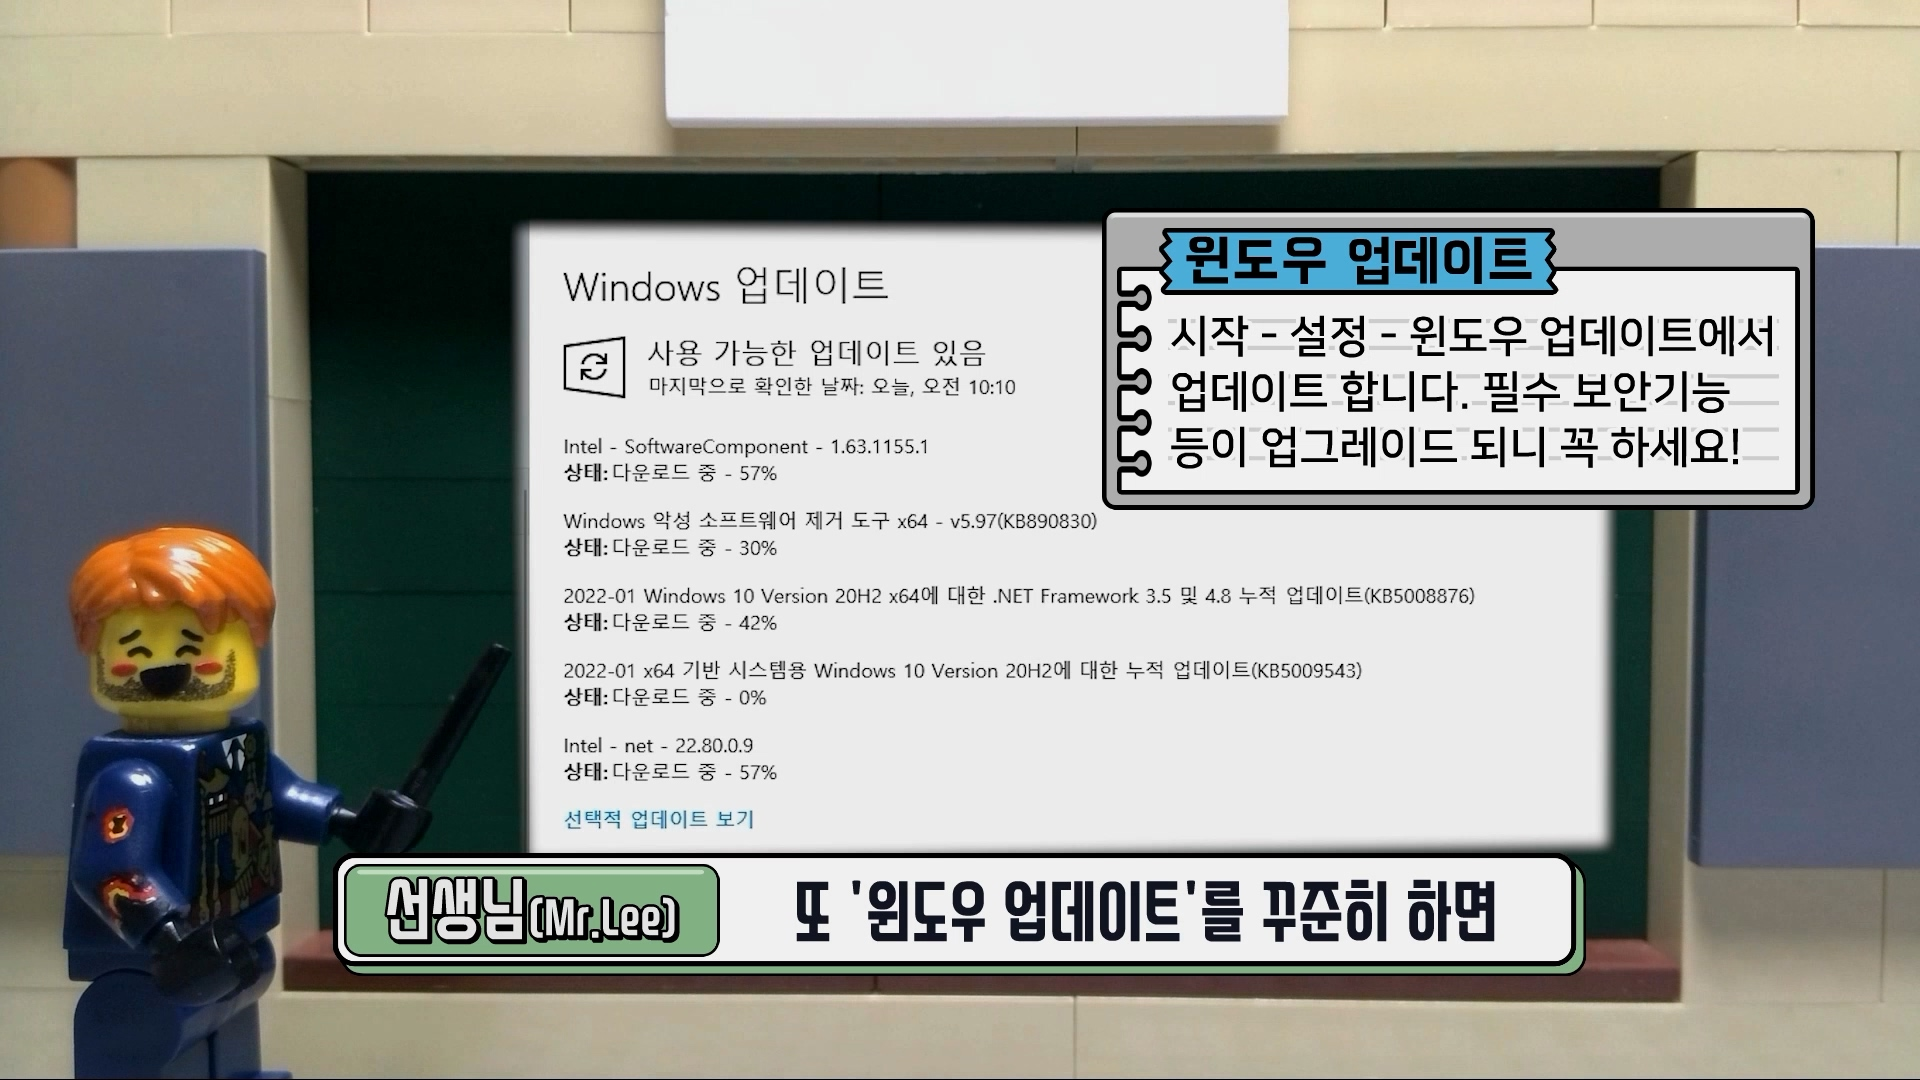 Windows 업데이트
사용 가능한 업데이트 있음
마지막으로 확인한 날짜: 오늘, 오전 10:10
Intel - SoftwareComponent - 1.63.1155.1
상태: 다운로드 중 - 57%
Windows 악성 소프트웨어 제거 도구 x64 - v5.97(KB890830)
상태: 다운로드 중 - 30%
2022-01 Windows 10 Version 20H2 x64에 대한 .NET Framework 3.5 및 4.8 누적 업데이트(KB5008876)
상태: 다운로드 중 - 42%
2022-01 x64 기반 시스템용 Windows 10 Version 20H2에 대한 누적 업데이트(KB5009543)
상태: 다운로드 중 - 0%
Intel - net - 22.80.0.9
상태: 다운로드 중 - 57%
선택적 업데이트 보기
윈도우 업데이트
시작 - 설정 - 윈도우 업데이트에서
업데이트 합니다. 필수 보안기능
등이 업그레이드 되니 꼭 하세요!
선생님(Mr.Lee)
또 '윈도우 업데이트'를 꾸준히 하면